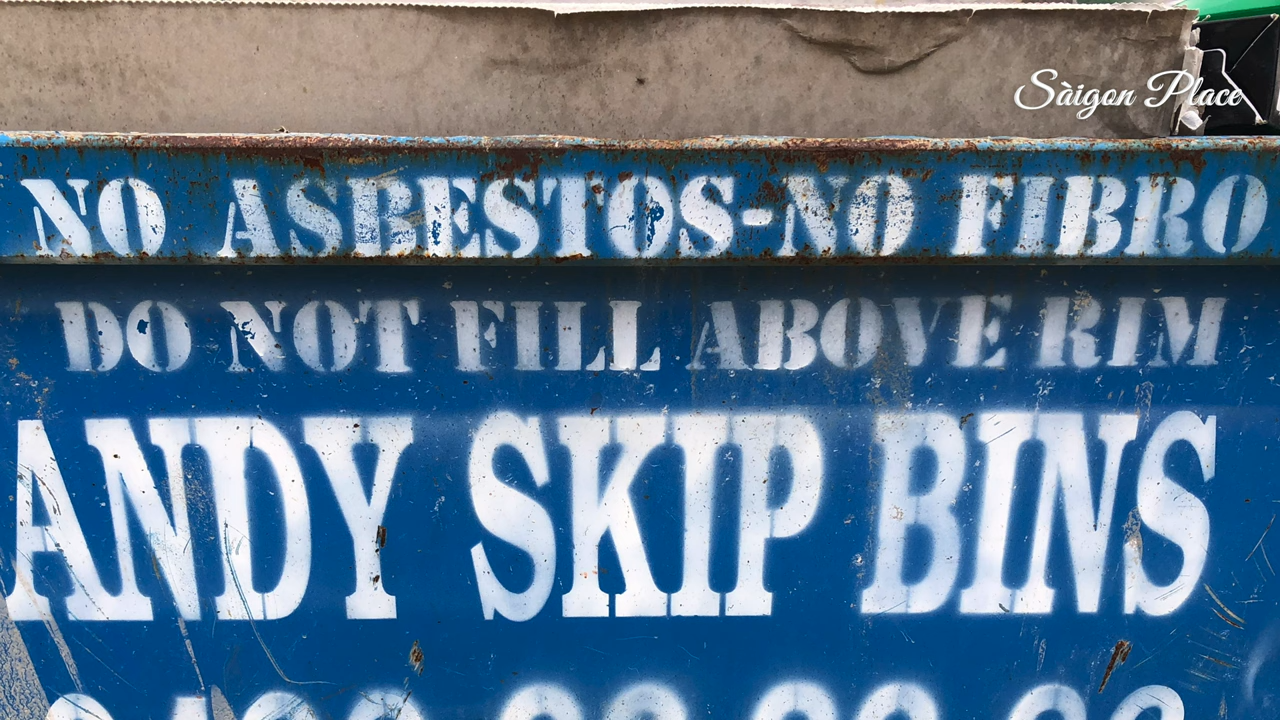 Sàigon Place
NO ASBESTOS-NO FIBRO
DO NOT FILL ABOVE RIM
ANDY SKIP BINS